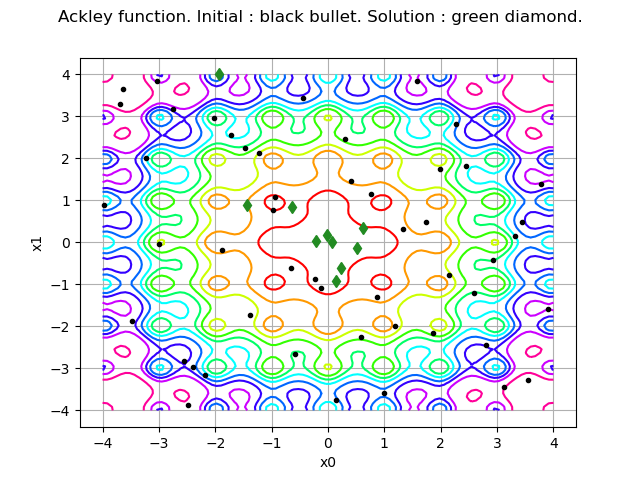 Ackley function. Initial : black bullet. Solution : green diamond.
4
3
2
1
0
−1
−2
−3
−4
x1
−4 −3 −2 −1 0 1 2 3 4
x0